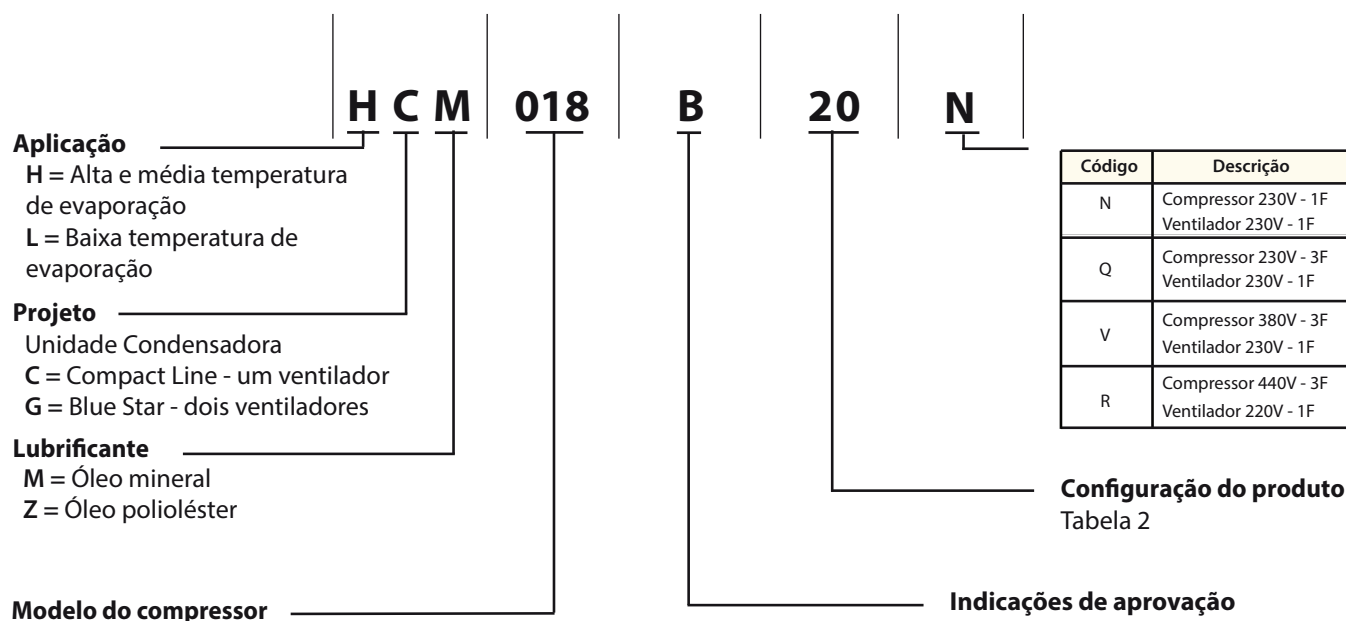 H C M 018 B 20 N
Aplicação
H = Alta e média temperatura
de evaporação
L = Baixa temperatura de
evaporação
Projeto
Unidade Condensadora
C = Compact Line - um ventilador
G = Blue Star - dois ventiladores
Lubrificante
M = Óleo mineral
Z = Óleo polioléster
Modelo do compressor
Código Descrição
N Compressor 230V - 1F
Ventilador 230V - 1F
Q Compressor 230V - 3F
Ventilador 230V - 1F
V Compressor 380V - 3F
Ventilador 230V - 1F
R Compressor 440V - 3F
Ventilador 220V - 1F
Configuração do produto
Tabela 2
Indicações de aprovação